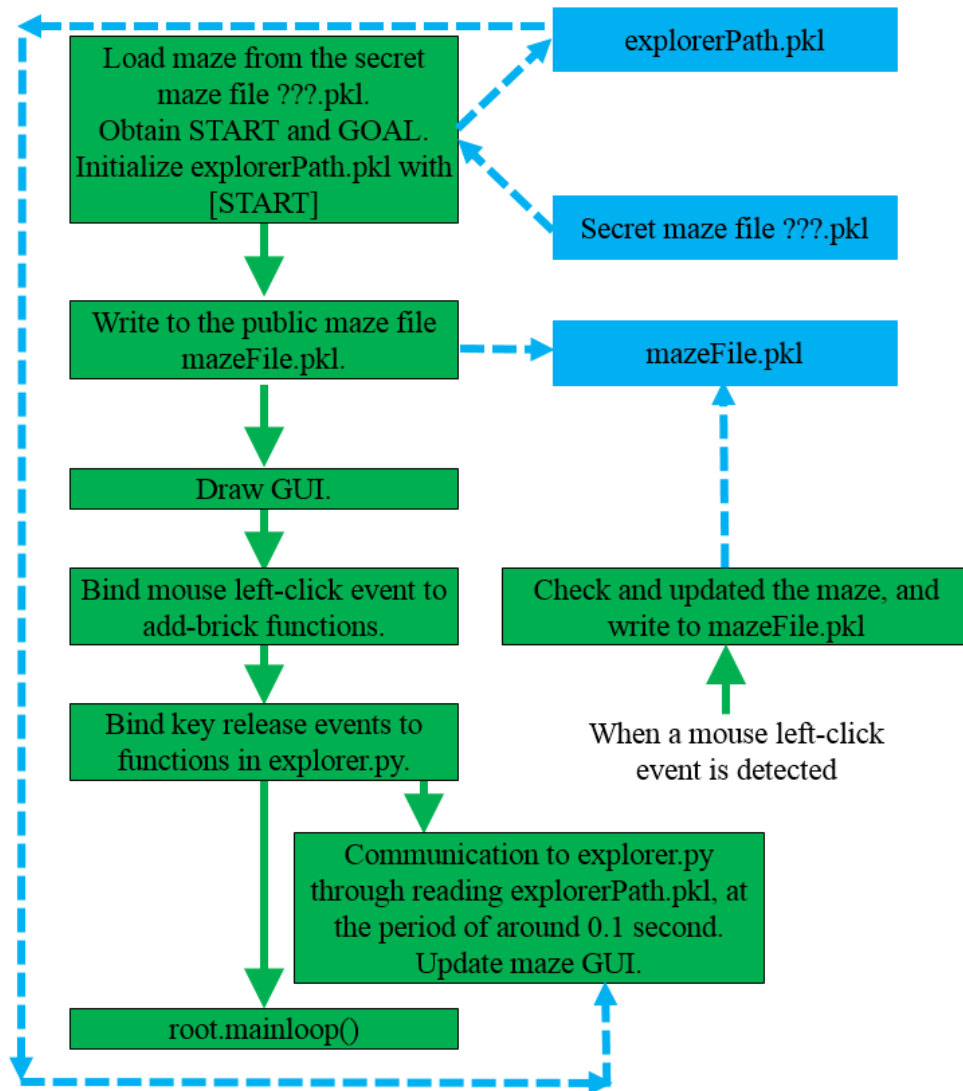 Load maze from the secret
maze file ???.pkl.
Obtain START and GOAL.
Initialize explorerPath.pkl with
[START]
explorerPath.pkl
Secret maze file ???.pkl
Write to the public maze file
mazeFile.pkl.
mazeFile.pkl
Draw GUI.
Bind mouse left-click event to
add-brick functions.
Check and updated the maze, and
write to mazeFile.pkl
Bind key release events to
functions in explorer.py.
When a mouse left-click
event is detected
Communication to explorer.py
through reading explorerPath.pkl, at
the period of around 0.1 second.
Update maze GUI.
root.mainloop()